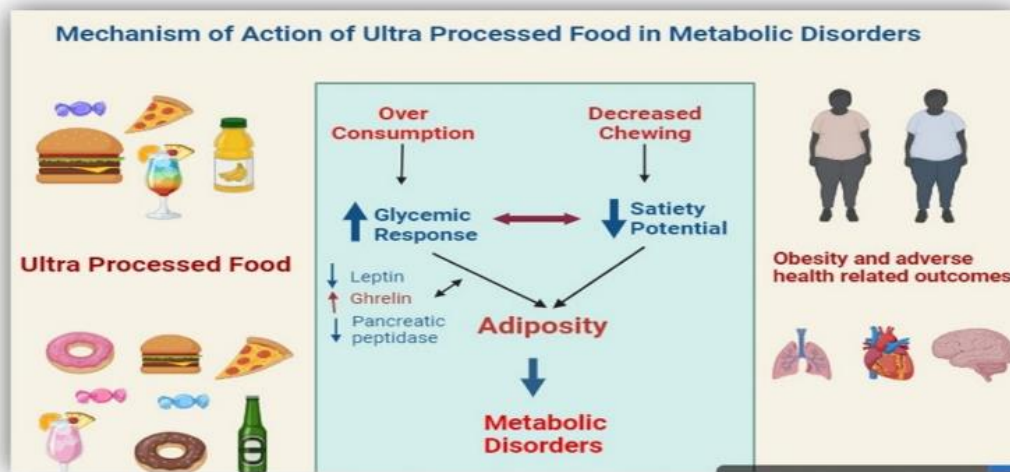 Mechanism of Action of Ultra Processed Food in Metabolic Disorders
Ultra Processed Food
Over
Consumption
Decreased
Chewing
Glycemic
Response
Satiety
Potential
Leptin
Ghrelin
Pancreatic
peptidase
Adiposity
Metabolic
Disorders
Obesity and adverse
health related outcomes